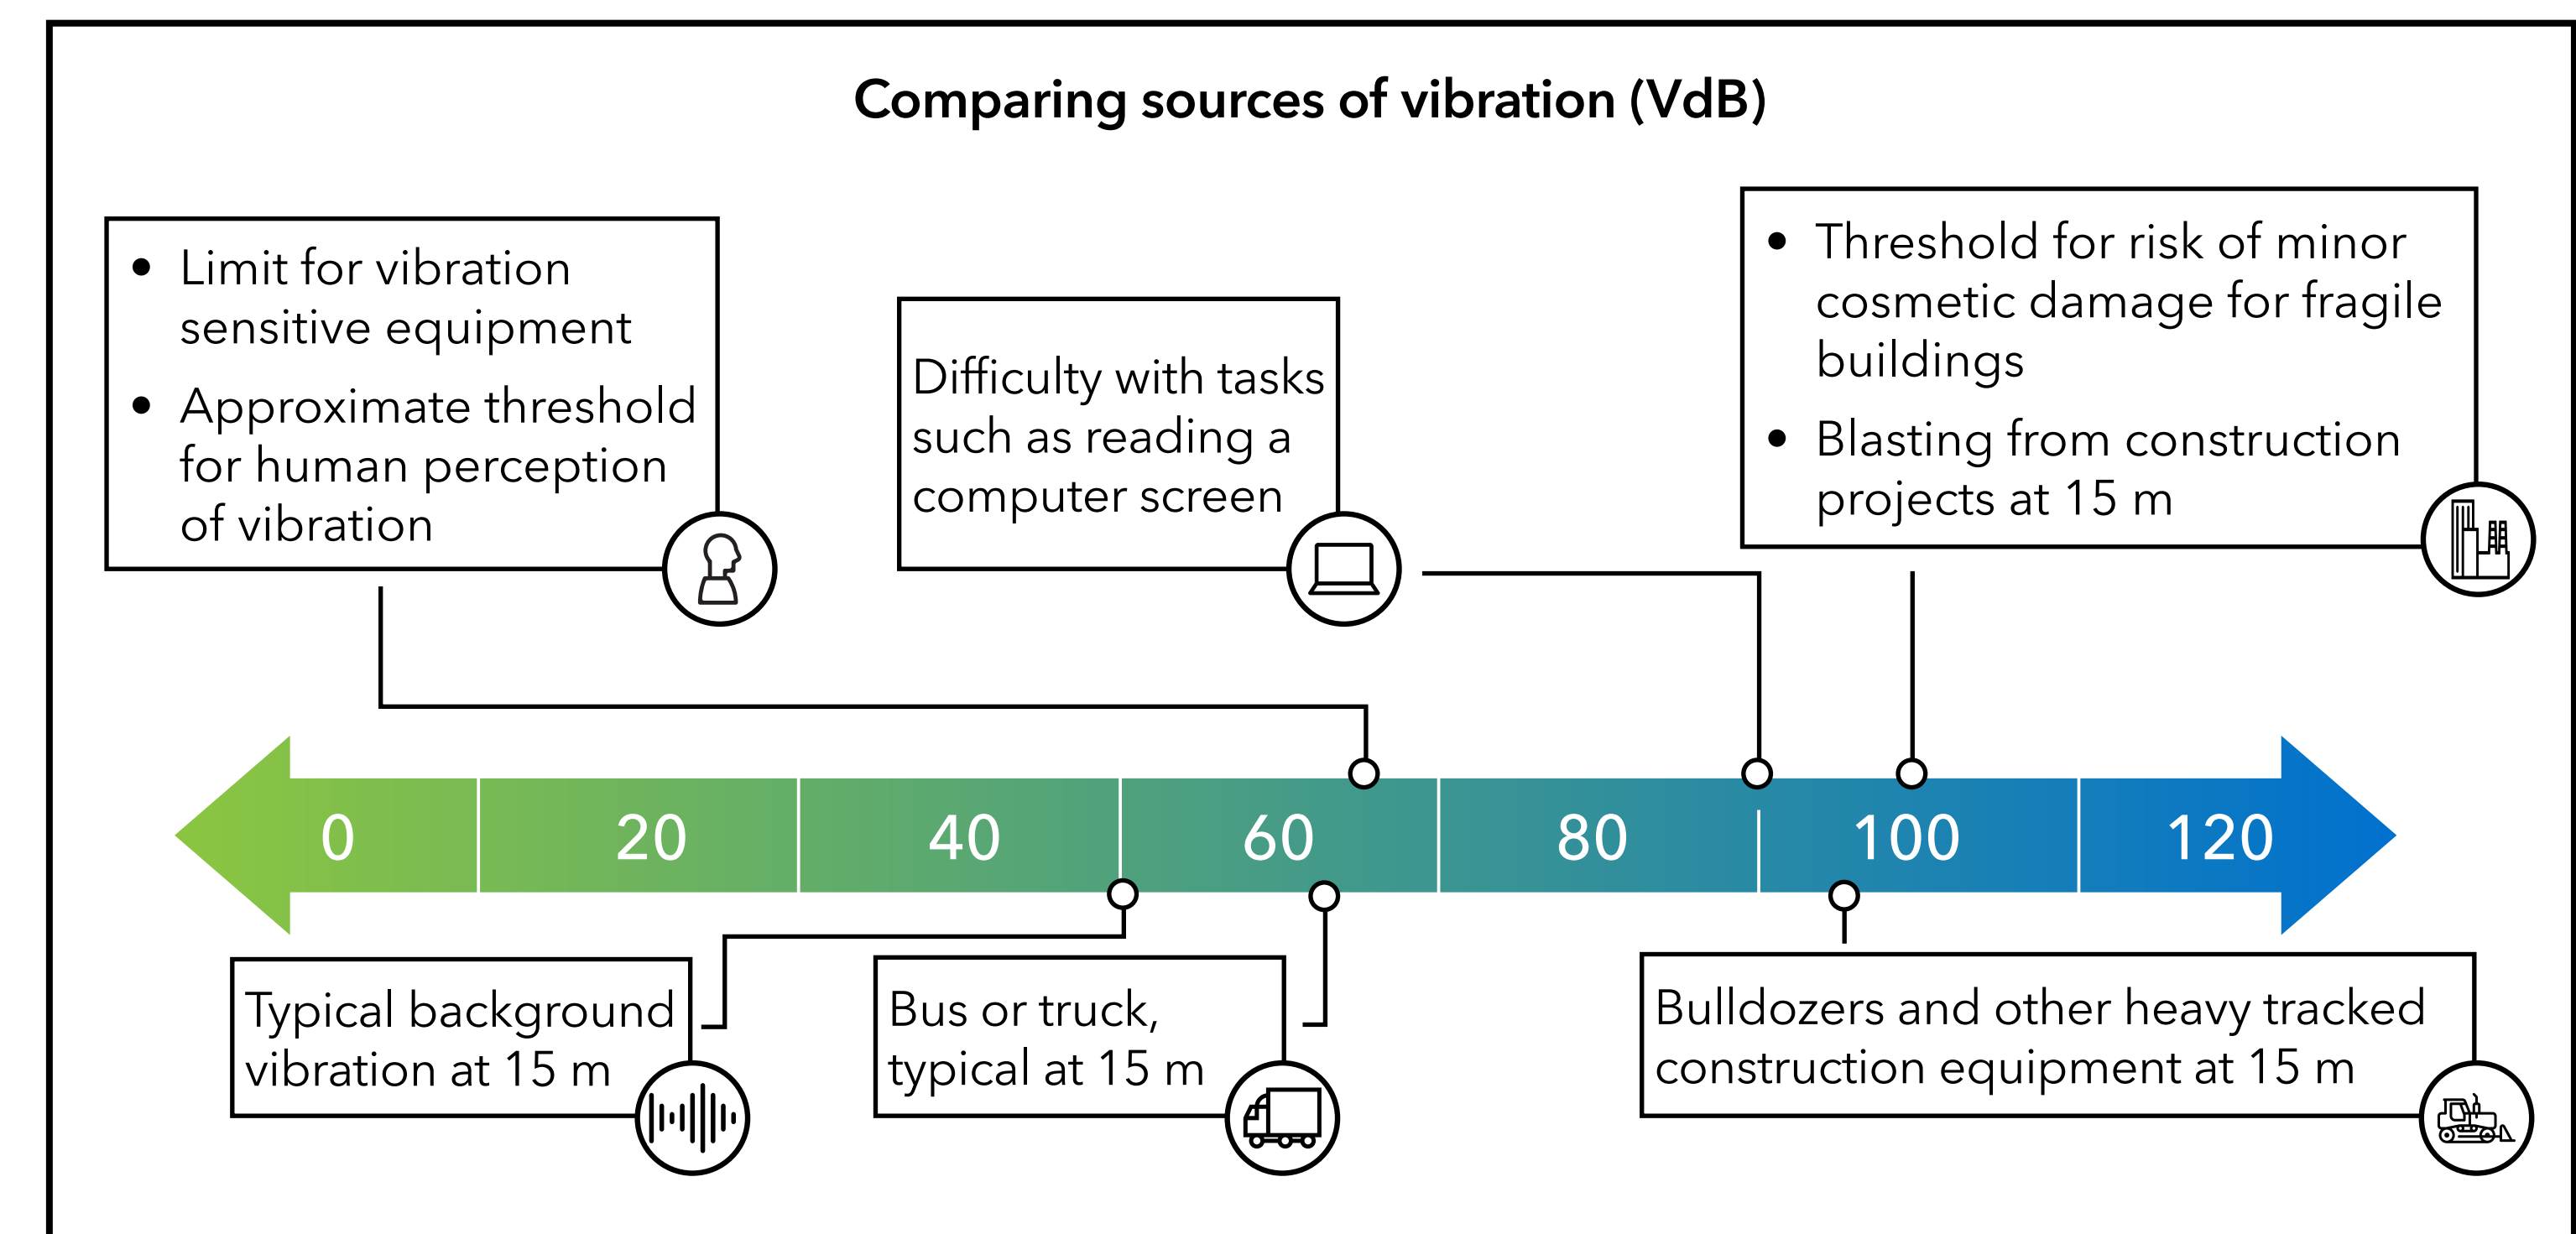 Comparing sources of vibration (VdB)
• Limit for vibration
sensitive equipment
• Approximate threshold
for human perception
of vibration
Difficulty with tasks
such as reading a
computer screen
• Threshold for risk of minor
cosmetic damage for fragile
buildings
• Blasting from construction
projects at 15 m
0 20 40 60 80 100 120
Typical background
vibration at 15 m
Bus or truck,
typical at 15 m
Bulldozers and other heavy tracked
construction equipment at 15 m